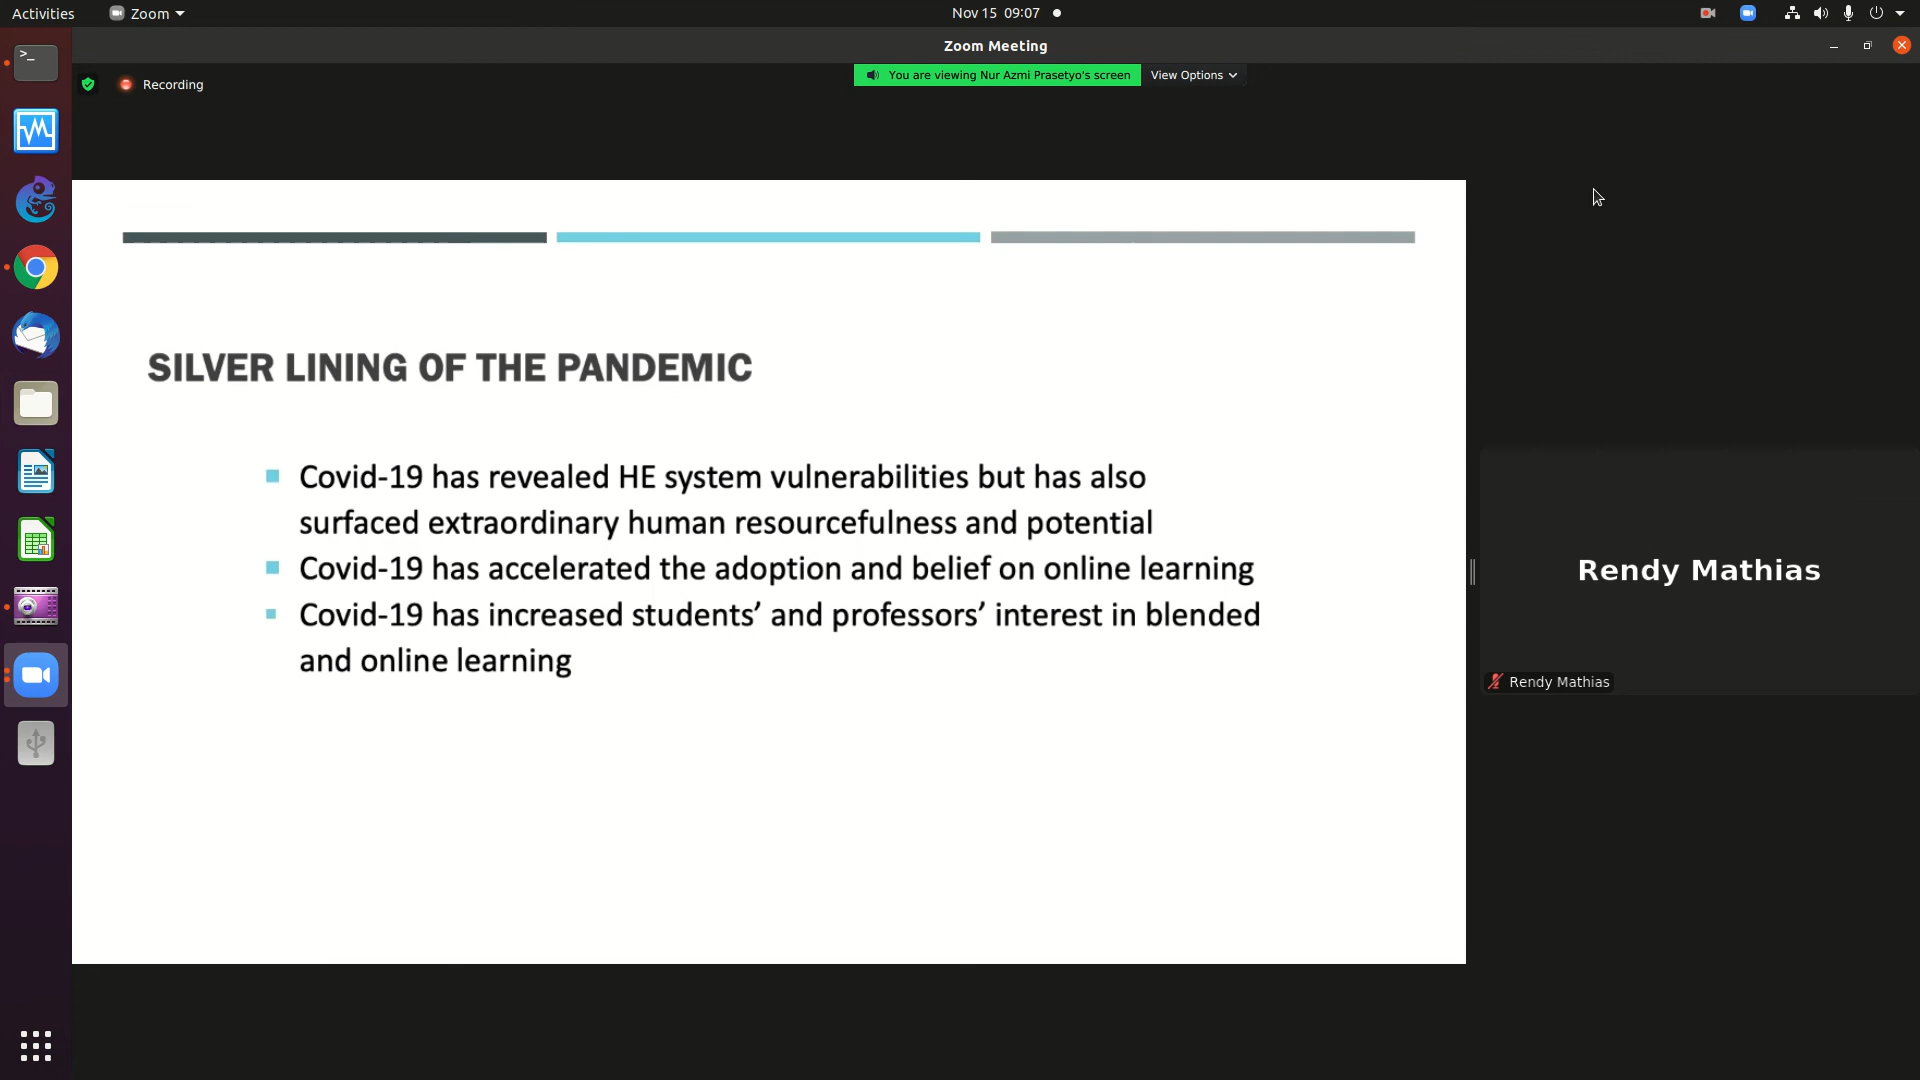 Activities
Zoom
Nov 15 09:07
Zoom Meeting
Recording
You are viewing Nur Azmi Prasetyo's screen
View Options
SILVER LINING OF THE PANDEMIC
Covid-19 has revealed HE system vulnerabilities but has also
surfaced extraordinary human resourcefulness and potential
Covid-19 has accelerated the adoption and belief on online learning
Covid-19 has increased students’ and professors’ interest in blended
and online learning
Rendy Mathias
Rendy Mathias